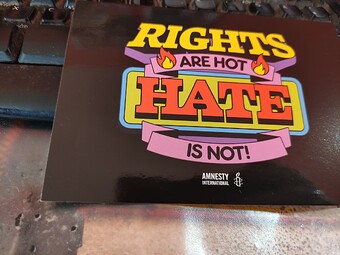 RIGHTS
ARE HOT
HATE
IS NOT!
AMNESTY
INTERNATIONAL